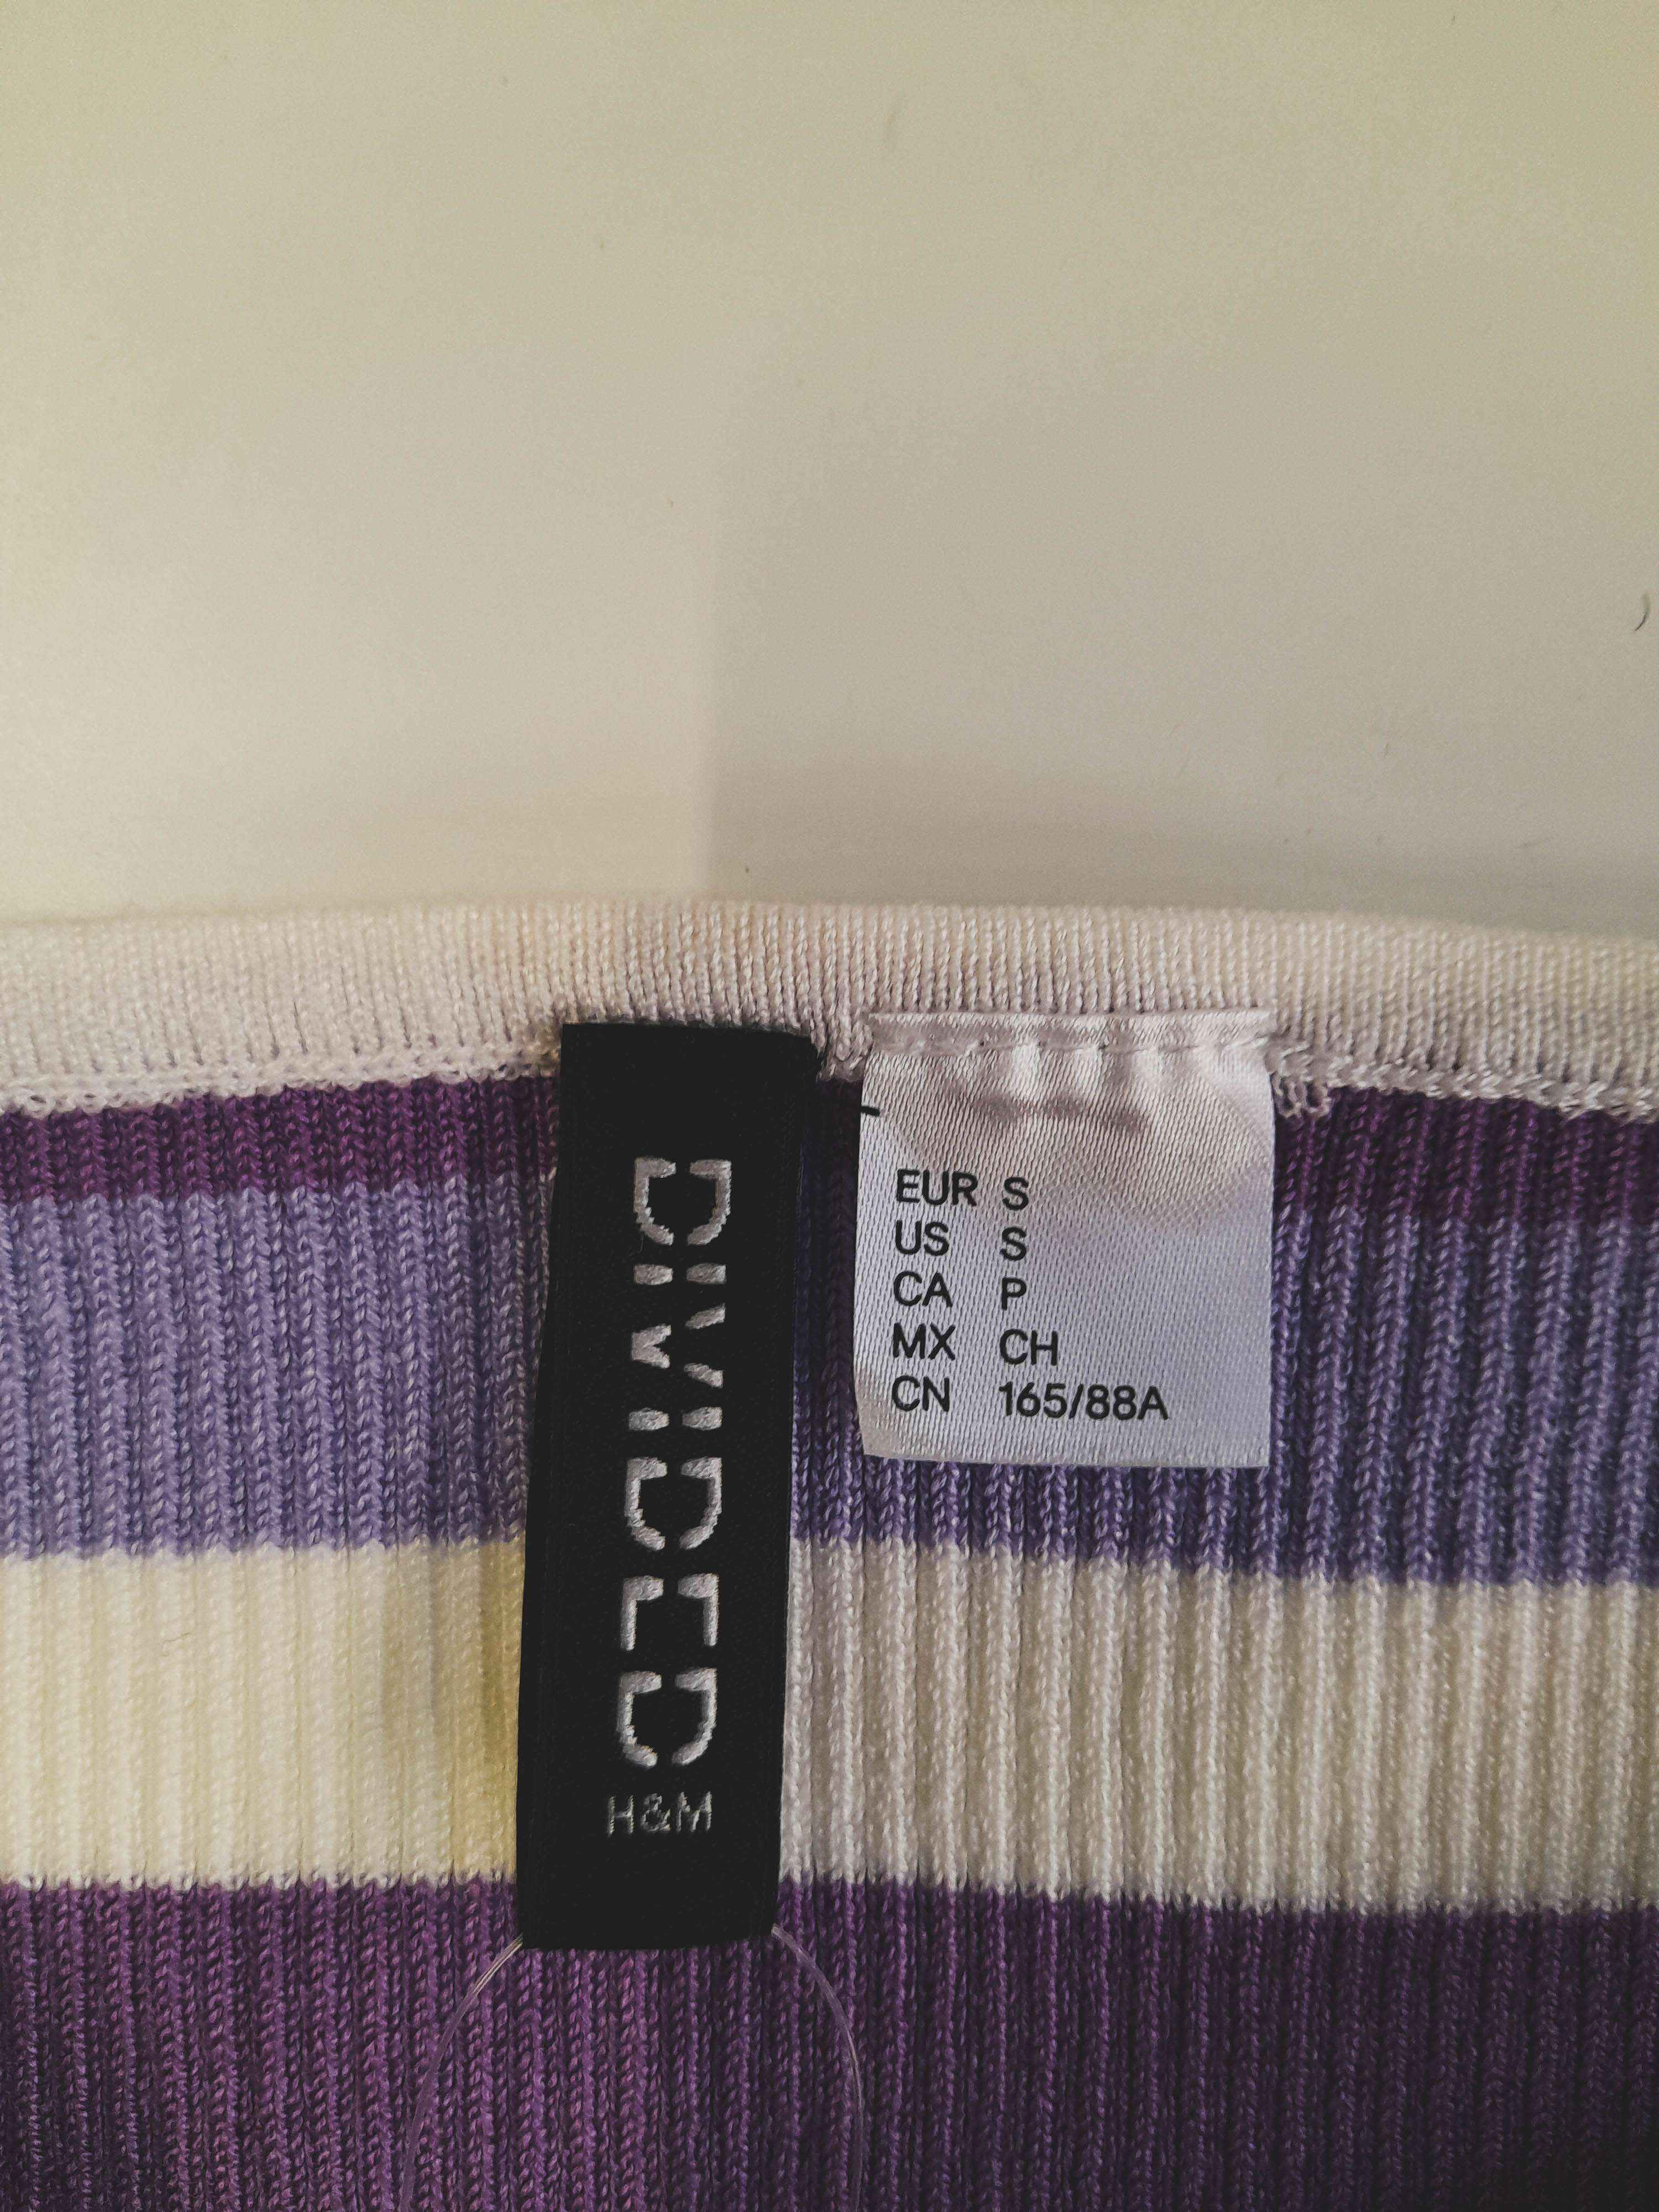 DIVIDED
H&M
EUR S
US S
CA P
MX CH
CN 165/88A